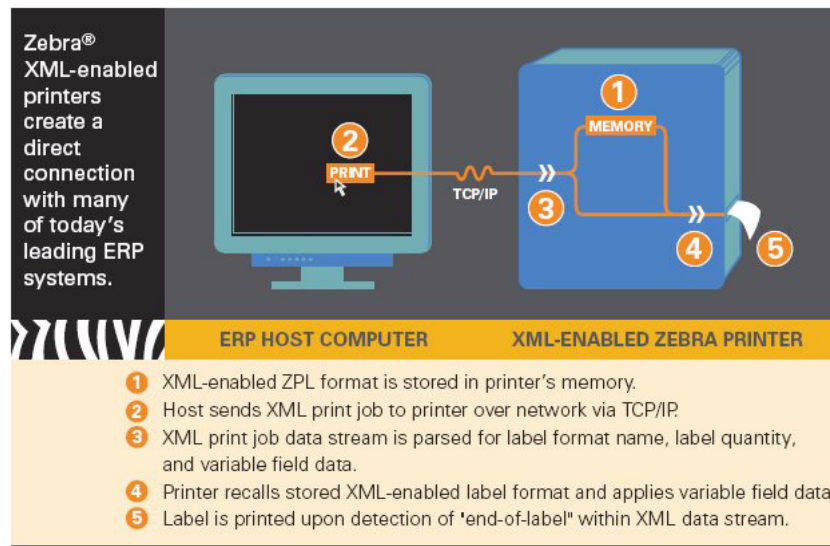 Zebra®
XML-enabled
printers
create a
direct
connection
with many
of today's
leading ERP
systems.
1
MEMORY
2
PRINT
TCP/IP
3
4
5
ERP HOST COMPUTER
XML-ENABLED ZEBRA PRINTER
1 XML-enabled ZPL format is stored in printer's memory.
2 Host sends XML print job to printer over network via TCP/IP.
3 XML print job data stream is parsed for label format name, label quantity,
and variable field data.
4 Printer recalls stored XML-enabled label format and applies variable field data
5 Label is printed upon detection of "end-of-label" within XML data stream.